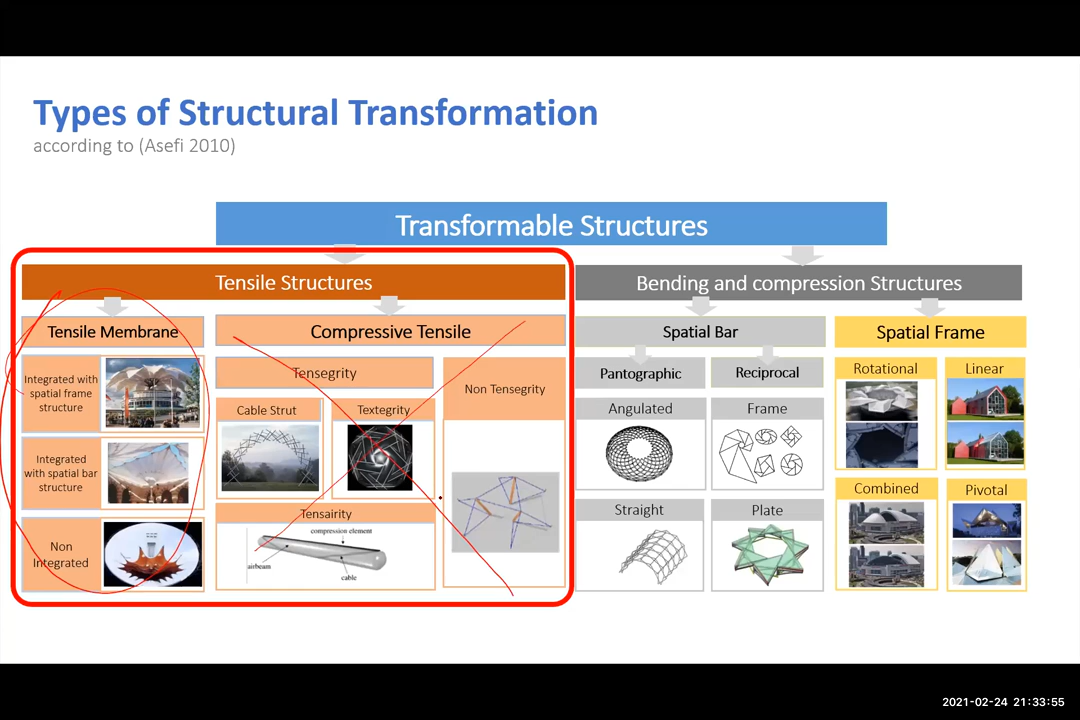 Types of Structural Transformation
according to (Asefi 2010)
Transformable Structures
Tensile Structures
Bending and compression Structures
Tensile Membrane
Compressive Tensile
Spatial Bar
Spatial Frame
Integrated with
spatial frame
structure
Integrated
with spatial bar
structure
Non
Integrated
Tensegrity
Non Tensegrity
Cable Strut
Textegrity
Tensairity
compression element
airbeam
cable
Pantographic
Reciprocal
Angulated
Frame
Straight
Plate
Rotational
Linear
Combined
Pivotal
2021-02-24 21:33:55